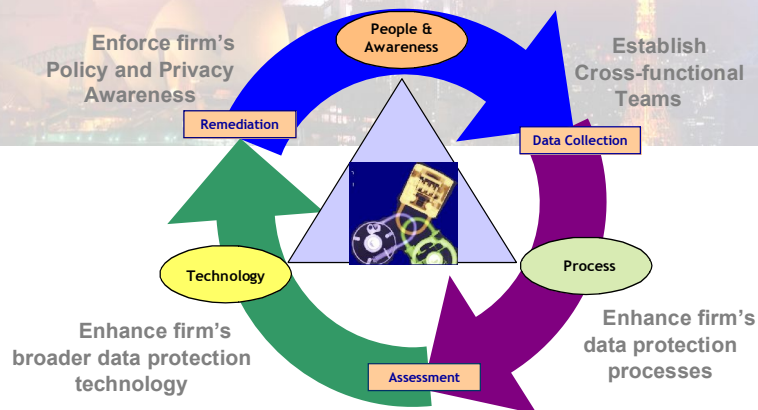 People &
Awareness
Enforce firm's
Policy and Privacy
Awareness
Establish
Cross-functional
Teams
Remediation
Data Collection
Technology
Process
Enhance firm's
broader data protection
technology
Enhance firm's
data protection
processes
Assessment